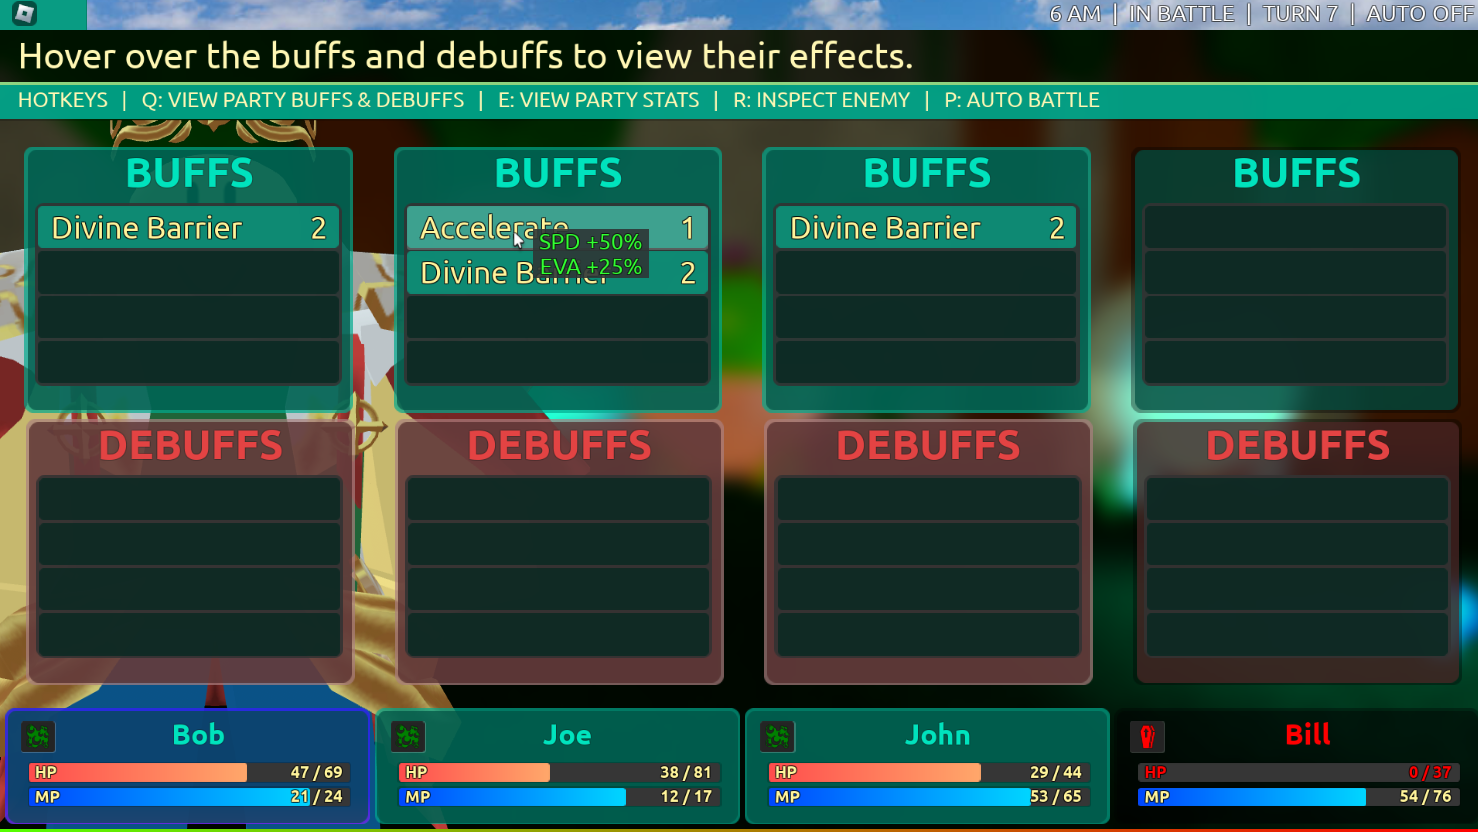 6 AM | IN BATTLE | TURN 7 | AUTO OFF
Hover over the buffs and debuffs to view their effects.
HOTKEYS | Q: VIEW PARTY BUFFS & DEBUFFS | E: VIEW PARTY STATS | R: INSPECT ENEMY | P: AUTO BATTLE
BUFFS
Divine Barrier 2
BUFFS
Accelerate 1
SPD +50%
EVA +25%
Divine Barrier 2
BUFFS
Divine Barrier 2
BUFFS
DEBUFFS
DEBUFFS
DEBUFFS
DEBUFFS
Bob
HP 47 / 69
MP 21 / 24
Joe
HP 38 / 81
MP 12 / 17
John
HP 29 / 44
MP 53 / 65
Bill
HP 0 / 37
MP 54 / 76